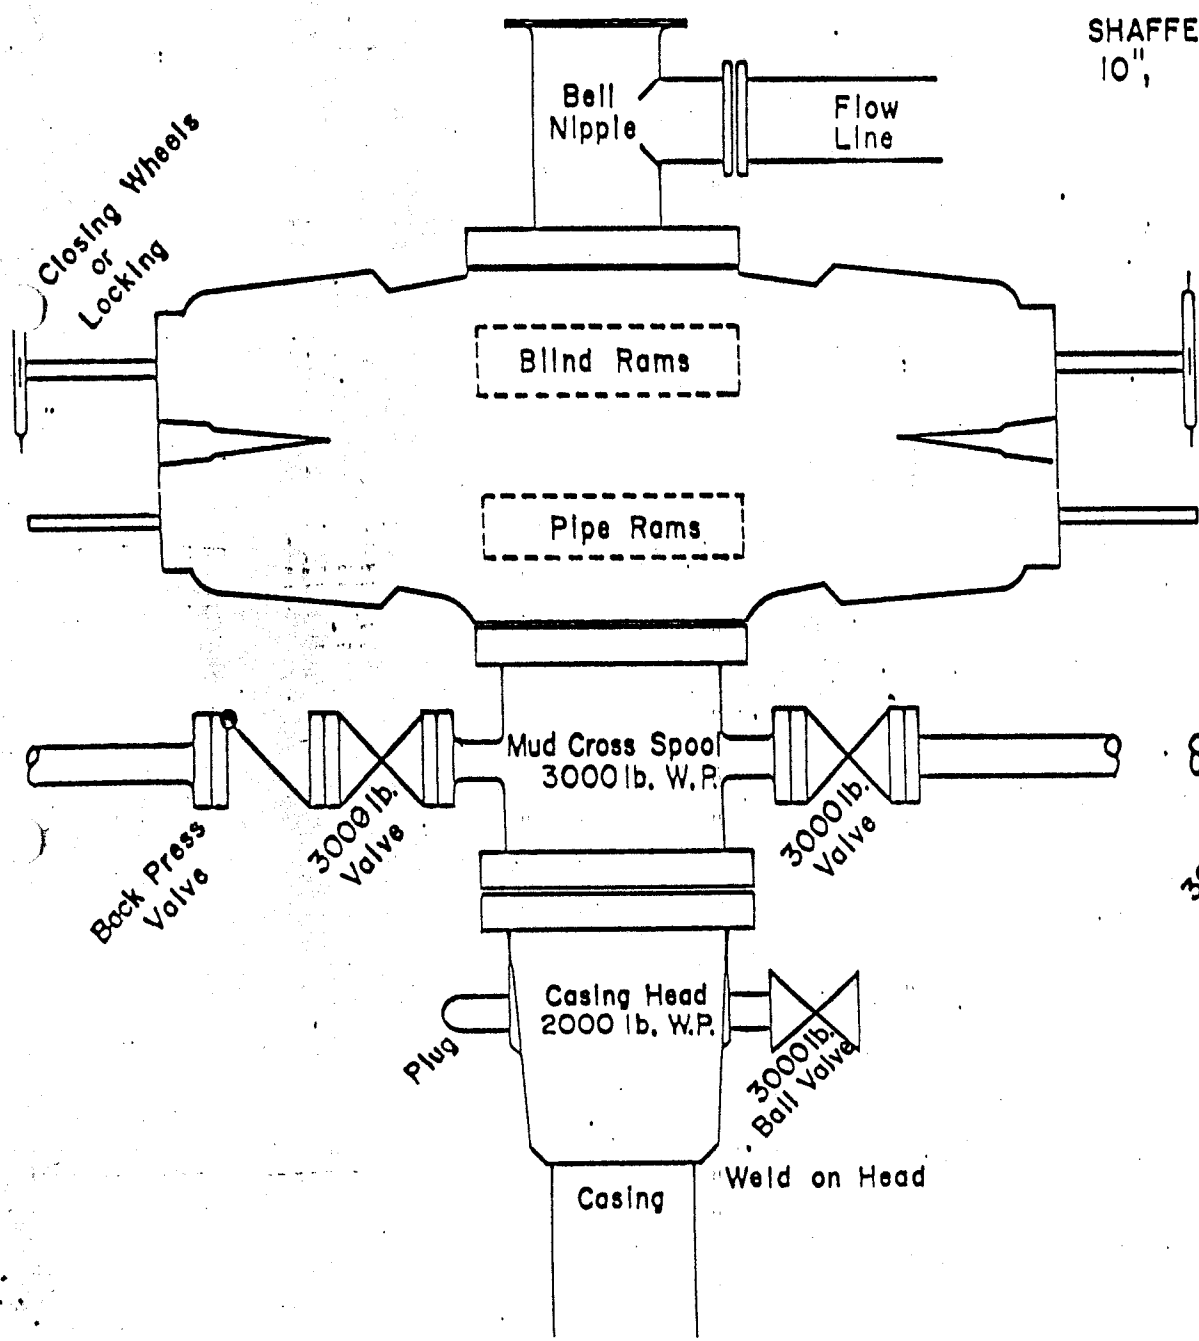 SHAFFE
10",
Bell
Nipple
Flow
Line
Closing Wheels
or
Locking
Blind Rams
Pipe Rams
Mud Cross Spool
3000 lb. W.P.
3000 lb.
Valve
3000 lb.
Valve
Back Press
Valve
Casing Head
2000 lb. W.P.
Plug
3000 lb.
Ball Valve
Weld on Head
Casing